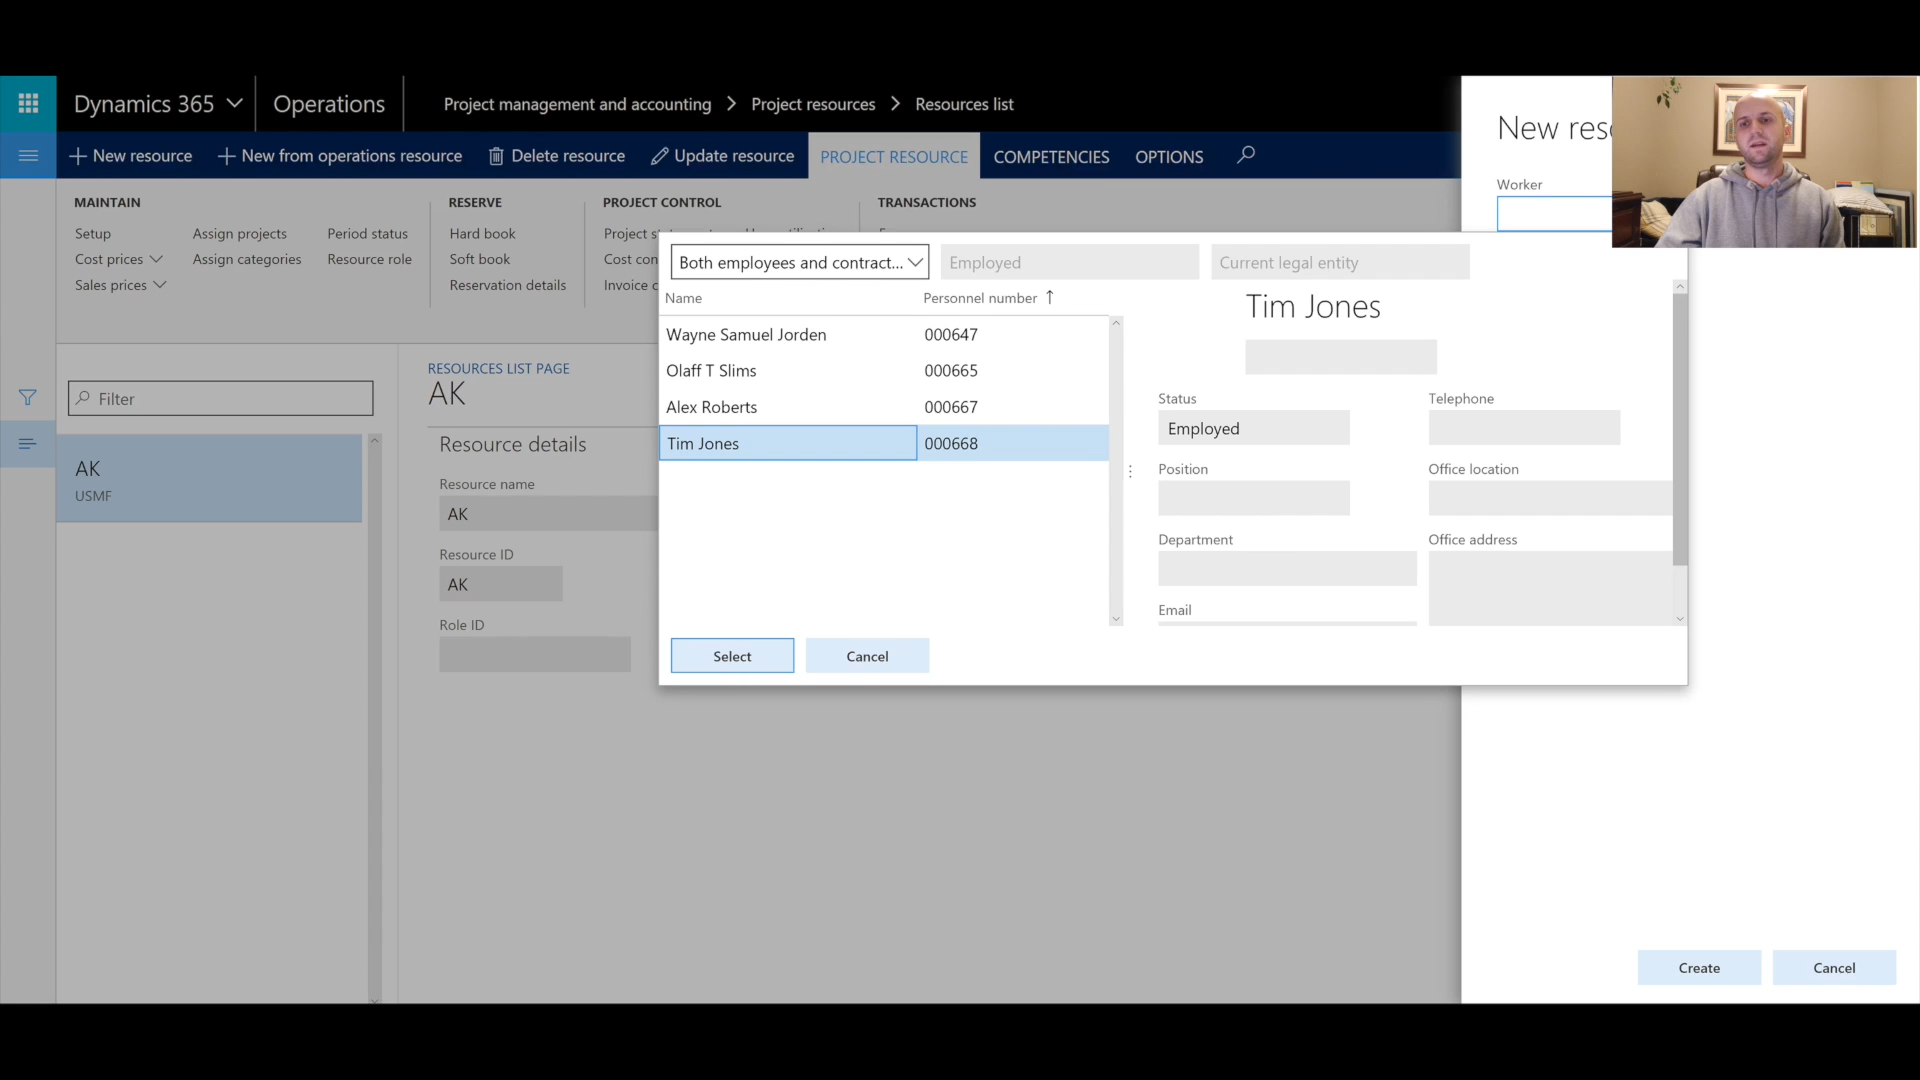 Dynamics 365 Operations Project management and accounting > Project resources > Resources list
New resource New from operations resource Delete resource Update resource PROJECT RESOURCE COMPETENCIES OPTIONS
MAINTAIN
Setup Assign projects Period status
Cost prices Assign categories Resource role
Sales prices
RESERVE
Hard book
Soft book
Reservation details
PROJECT CONTROL
Project
Cost
Invoice
TRANSACTIONS
Filter
AK
USMF
RESOURCES LIST PAGE
AK
Resource details
Resource name
AK
Resource ID
AK
Role ID
New
Worker
Both employees and contract... Employed Current legal entity
Name Personnel number
Wayne Samuel Jorden 000647
Olaff T Slims 000665
Alex Roberts 000667
Tim Jones 000668
Tim Jones
Status Telephone
Employed
Position Office location
Department Office address
Email
Select Cancel
Create Cancel